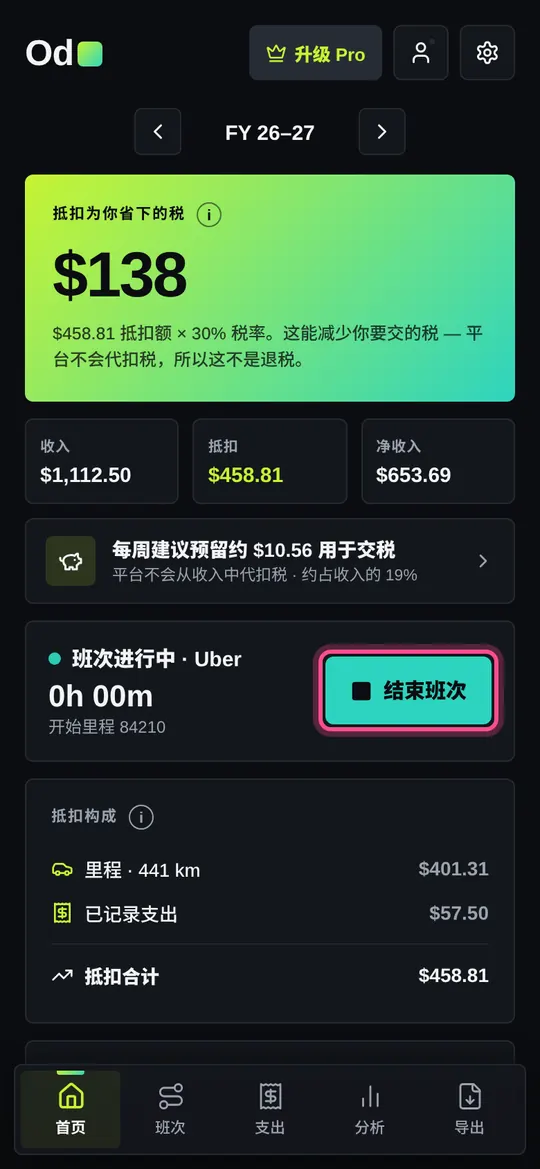 Od
升级 Pro
FY 26–27
抵扣为你省下的税
$138
$458.81 抵扣额 × 30% 税率。这能减少你要交的税 — 平
台不会代扣税，所以这不是退税。
收入
抵扣
净收入
$1,112.50
$458.81
$653.69
每周建议预留约 $10.56 用于交税
平台不会从收入中代扣税 · 约占收入的 19%
班次进行中 · Uber
0h 00m
开始里程 84210
结束班次
抵扣构成
里程 · 441 km
$401.31
已记录支出
$57.50
抵扣合计
$458.81
首页
班次
支出
分析
导出